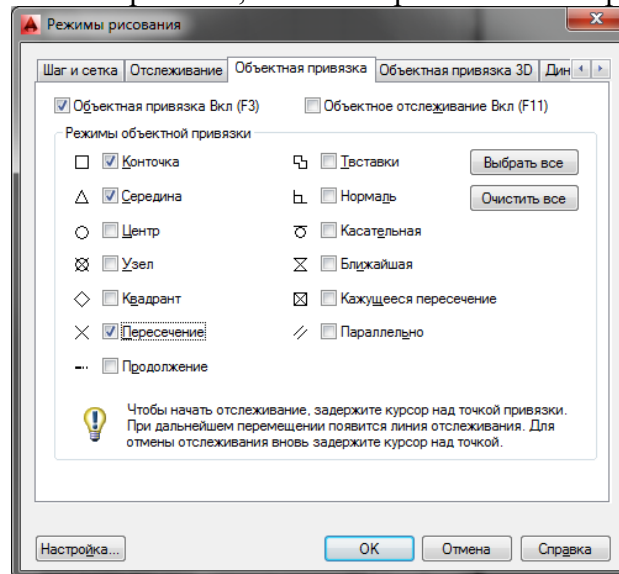 Режимы рисования
Шаг и сетка Отслеживание Объектная привязка Объектная привязка 3D Дин
Объектная привязка Вкл (F3) Объектное отслеживание Вкл (F11)
Режимы объектной привязки
Конточка Твставки Выбрать все
Середина Нормаль Очистить все
Центр Касательная
Узел Ближайшая
Квадрант Кажущееся пересечение
Пересечение Параллельно
Продолжение
Чтобы начать отслеживание, задержите курсор над точкой привязки.
При дальнейшем перемещении появится линия отслеживания. Для
отмены отслеживания вновь задержите курсор над точкой.
Настройка... OK Отмена Справка